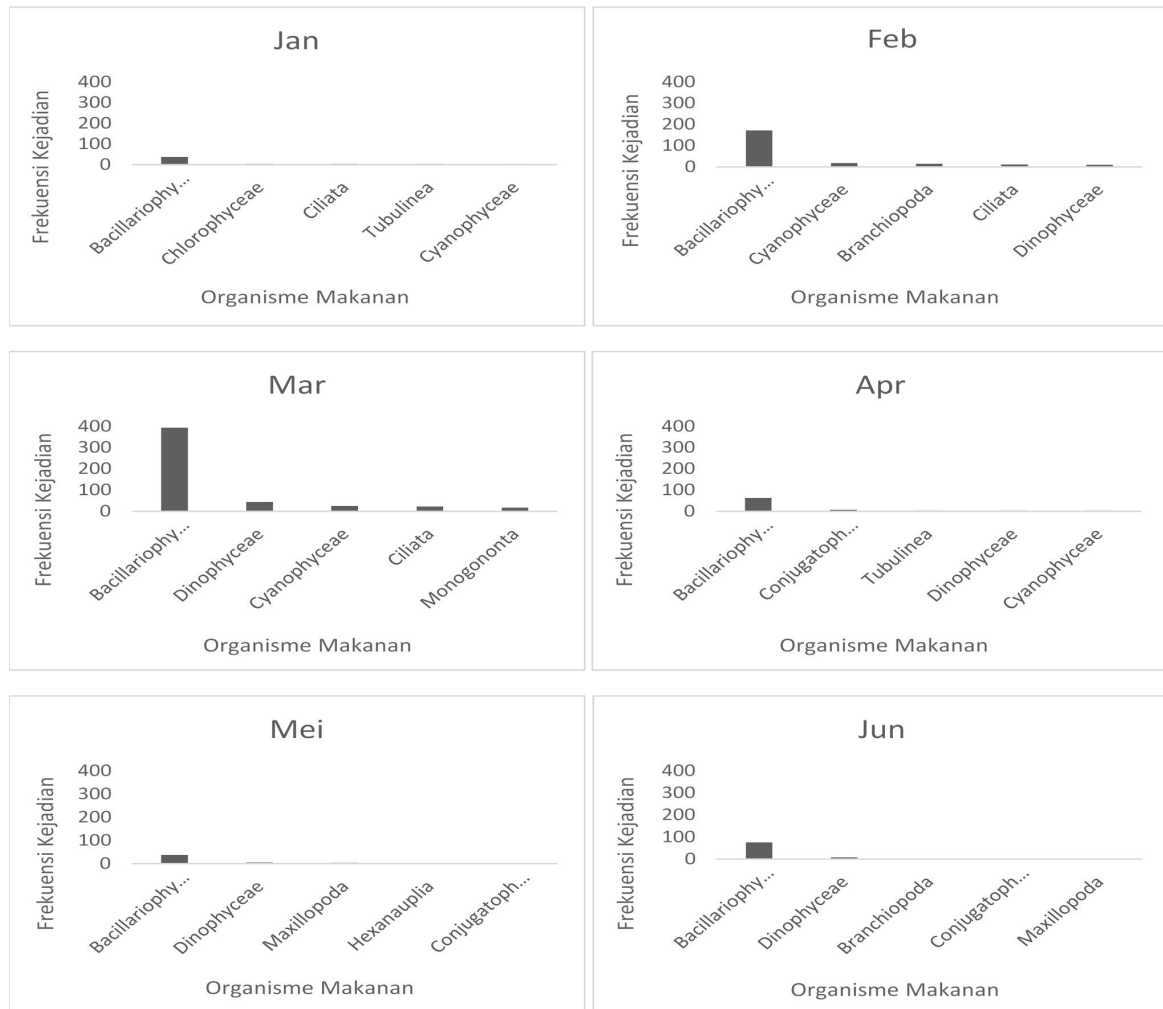 Jan
Frekuensi Kejadian
400
300
200
100
0
Bacillariophy...
Chlorophyceae
Ciliata
Tubulinea
Cyanophyceae
Organisme Makanan
Feb
Frekuensi Kejadian
400
300
200
100
0
Bacillariophy...
Cyanophyceae
Branchiopoda
Ciliata
Dinophyceae
Organisme Makanan
Mar
Frekuensi Kejadian
400
300
200
100
0
Bacillariophy...
Dinophyceae
Cyanophyceae
Ciliata
Monogononta
Organisme Makanan
Apr
Frekuensi Kejadian
400
300
200
100
0
Bacillariophy...
Conjugatoph...
Tubulinea
Dinophyceae
Cyanophyceae
Organisme Makanan
Mei
Frekuensi Kejadian
400
300
200
100
0
Bacillariophy...
Dinophyceae
Maxillopoda
Hexanauplia
Conjugatoph...
Organisme Makanan
Jun
Frekuensi Kejadian
400
300
200
100
0
Bacillariophy...
Dinophyceae
Branchiopoda
Conjugatoph...
Maxillopoda
Organisme Makanan